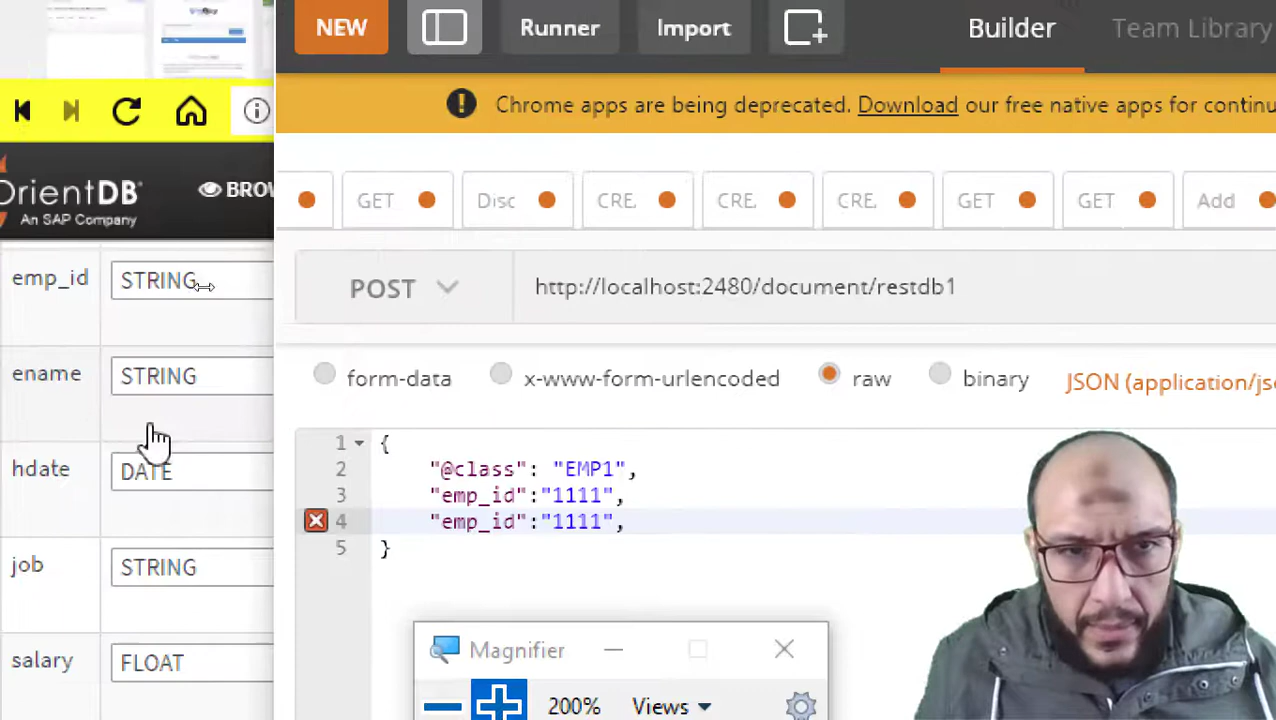 NEW
Runner
Import
Builder
Team Library
Chrome apps are being deprecated. Download our free native apps for continu
OrientDB
An SAP Company
BROW
GET
Disc
CRE
CRE
CRE
GET
GET
Add
emp_id STRING
ename STRING
hdate DATE
job STRING
salary FLOAT
POST
http://localhost:2480/document/restdb1
form-data
x-www-form-urlencoded
raw
binary
JSON (application/jso
1 {
2 "@class": "EMP1",
3 "emp_id":"1111",
4 "emp_id":"1111",
5 }
Magnifier
200%
Views